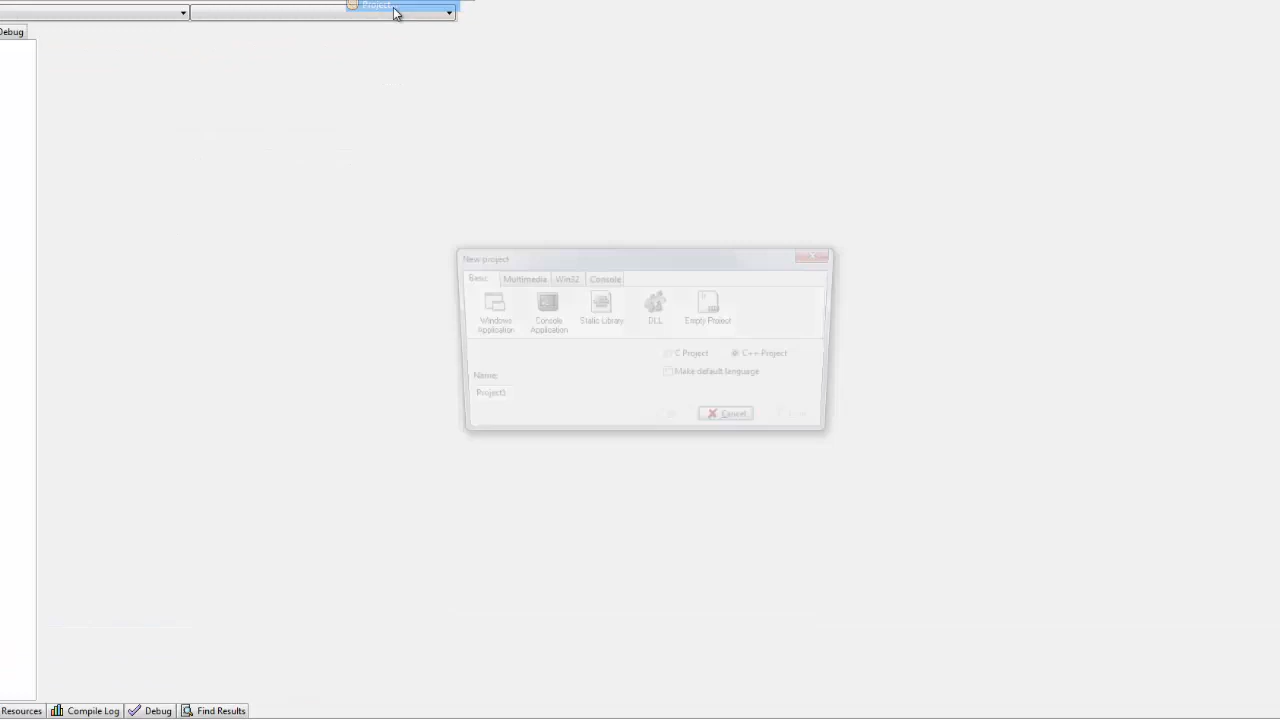 Project...
Debug
New project
Basic Multimedia Win32 Console
Windows Application
Console Application
Static Library
DLL
Empty Project
C Project C++ Project
Make default language
Name:
Project1
Cancel
Resources Compile Log Debug Find Results